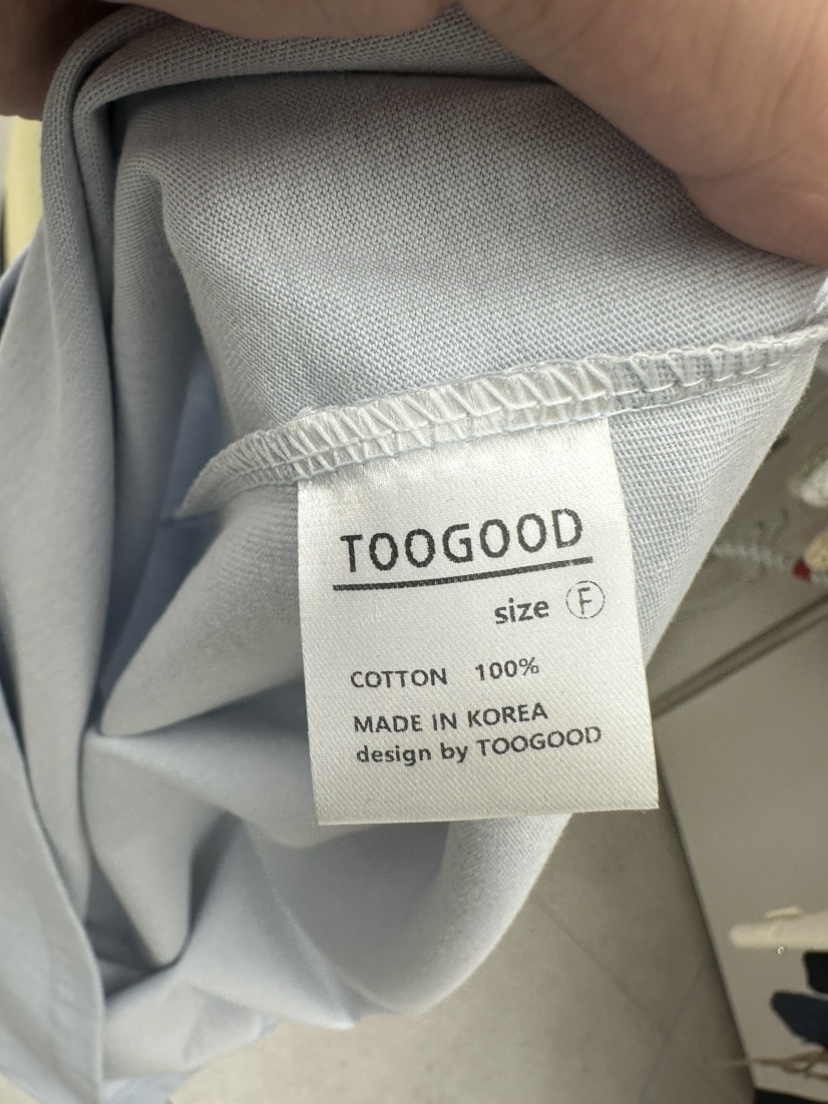 TOOGOOD
size Ⓕ
COTTON 100%
MADE IN KOREA
design by TOOGOOD